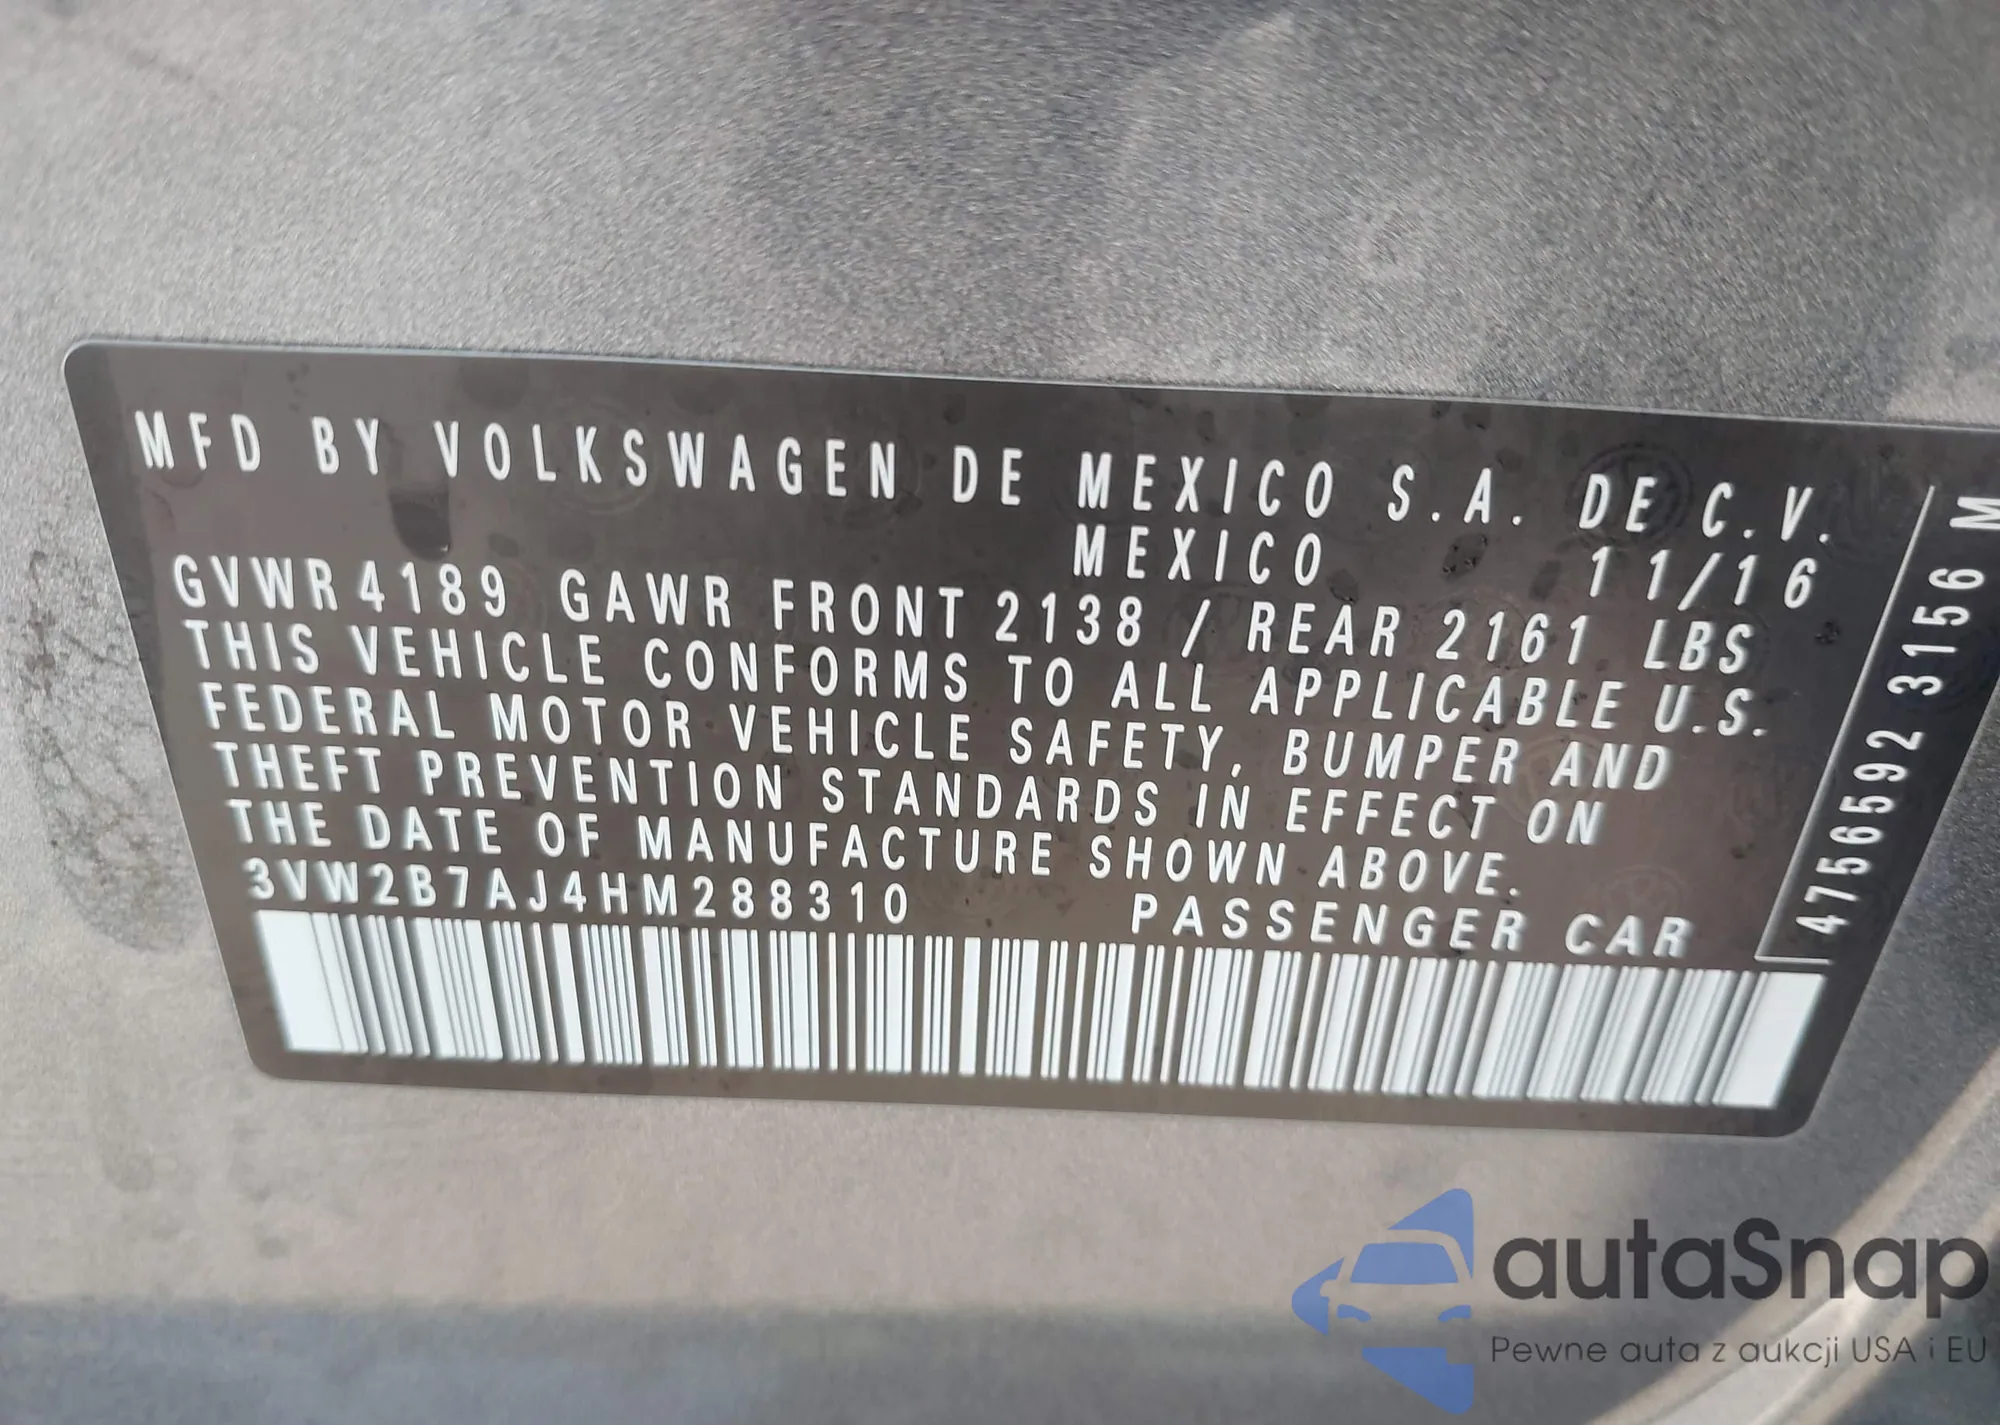 MFD BY VOLKSWAGEN DE MEXICO S.A. DE C.V.
MEXICO 11/16
GVWR 4189 GAWR FRONT 2138 / REAR 2161 LBS
THIS VEHICLE CONFORMS TO ALL APPLICABLE U.S.
FEDERAL MOTOR VEHICLE SAFETY, BUMPER AND
THEFT PREVENTION STANDARDS IN EFFECT ON
THE DATE OF MANUFACTURE SHOWN ABOVE.
3VW2B7AJ4HM288310 PASSENGER CAR
4756592 3156 M
autaSnap
Pewne auta z aukcji USA i EU